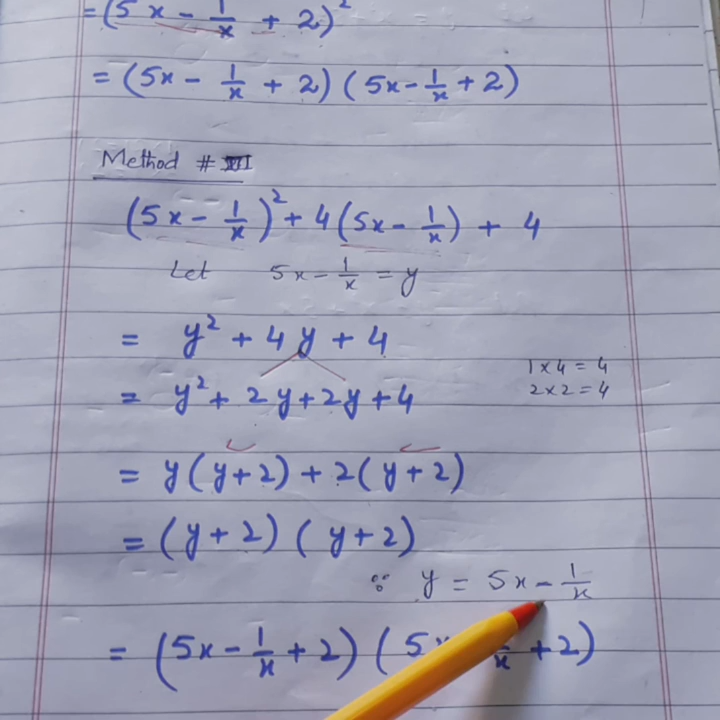 =(5x - 1/x + 2)²
= (5x - 1/x + 2) (5x - 1/x + 2)
Method # III
(5x - 1/x)² + 4(5x - 1/x) + 4
Let 5x - 1/x = y
= y² + 4y + 4
1 x 4 = 4
= y² + 2y + 2y + 4
2 x 2 = 4
= y(y+2) + 2(y+2)
= (y+2) (y+2)
∵ y = 5x - 1/x
= (5x - 1/x + 2) (5x /x + 2)